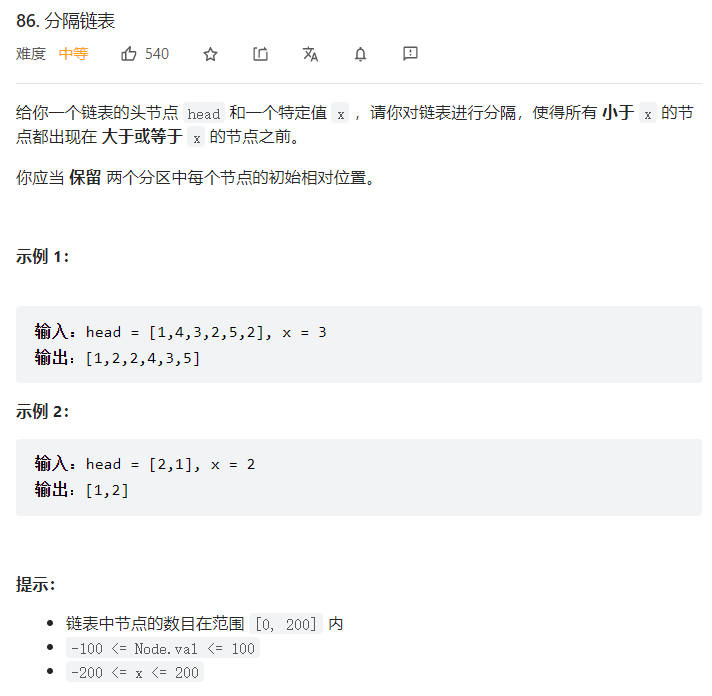 86. 分隔链表
难度 中等 540
给你一个链表的头节点 head 和一个特定值 x ，请你对链表进行分隔，使得所有 小于 x 的节
点都出现在 大于或等于 x 的节点之前。
你应当 保留 两个分区中每个节点的初始相对位置。
示例 1：
输入：head = [1,4,3,2,5,2], x = 3
输出：[1,2,2,4,3,5]
示例 2：
输入：head = [2,1], x = 2
输出：[1,2]
提示：
链表中节点的数目在范围 [0, 200] 内
-100 <= Node.val <= 100
-200 <= x <= 200